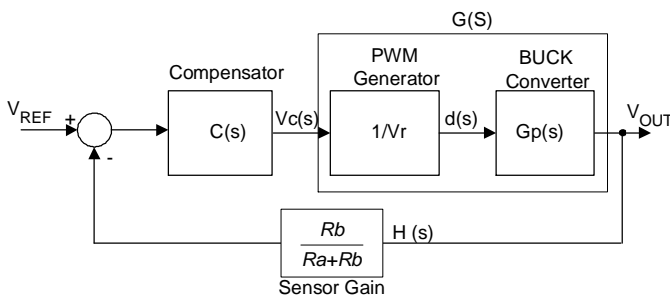 G(S)
PWM
Generator
BUCK
Converter
Compensator
VREF
+
-
C(s)
Vc(s)
1/Vr
d(s)
Gp(s)
VOUT
Rb
Ra+Rb
H (s)
Sensor Gain